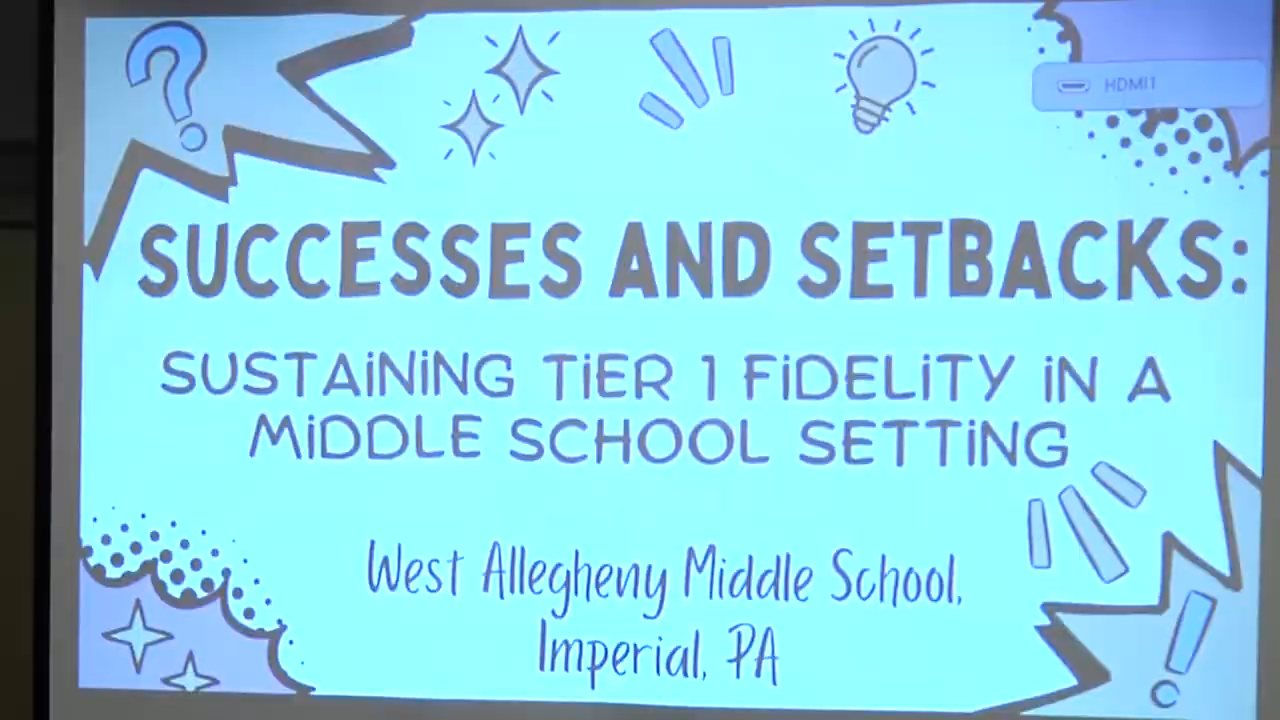 HDMI1
SUCCESSES AND SETBACKS:
SUSTAiNiNG TiER 1 FiDELiTY iN A
MiDDLE SCHOOL SETTiNG
West Allegheny Middle School,
Imperial, PA